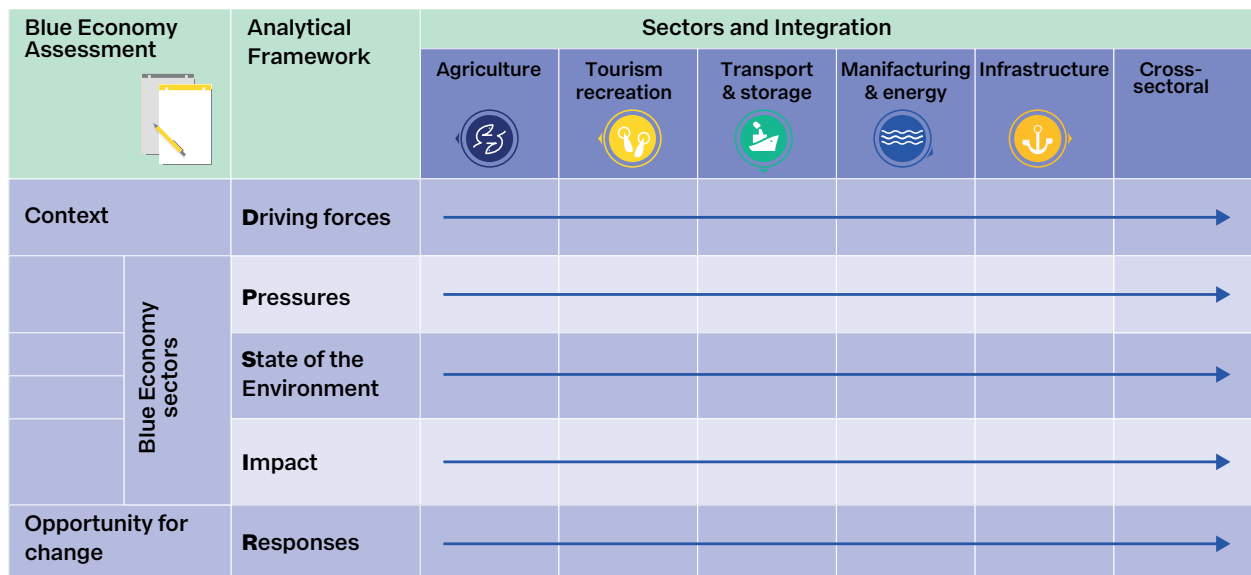 Blue Economy
Assessment
Analytical
Framework
Sectors and Integration
Agriculture
Tourism
recreation
Transport
& storage
Manifacturing
& energy
Infrastructure
Cross-
sectoral
Context
Driving forces
Blue Economy
sectors
Pressures
State of the
Environment
Impact
Opportunity for
change
Responses